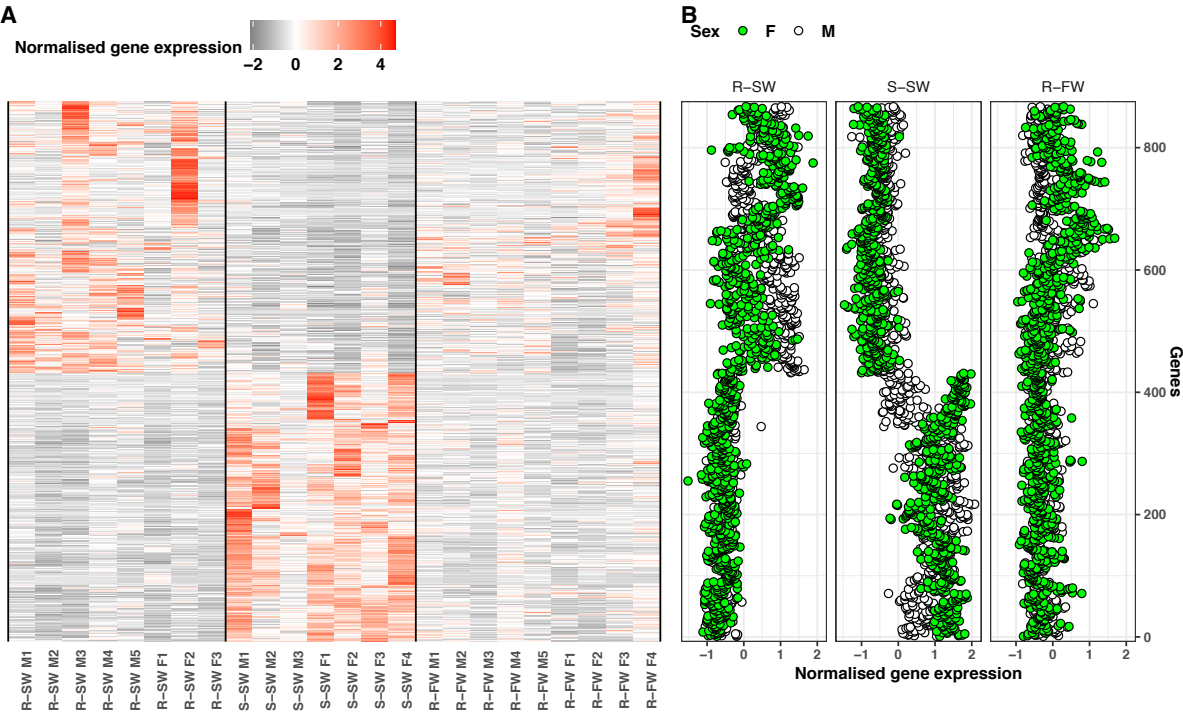 A
Normalised gene expression
−2 0 2 4
R−SW M1
R−SW M2
R−SW M3
R−SW M4
R−SW M5
R−SW F1
R−SW F2
R−SW F3
S−SW M1
S−SW M2
S−SW M3
S−SW F1
S−SW F2
S−SW F3
S−SW F4
R−FW M1
R−FW M2
R−FW M3
R−FW M4
R−FW M5
R−FW F1
R−FW F2
R−FW F3
R−FW F4
B
Sex F M
R−SW S−SW R−FW
800
600
400
200
0
Genes
−1 0 1 2 −1 0 1 2 −1 0 1 2
Normalised gene expression